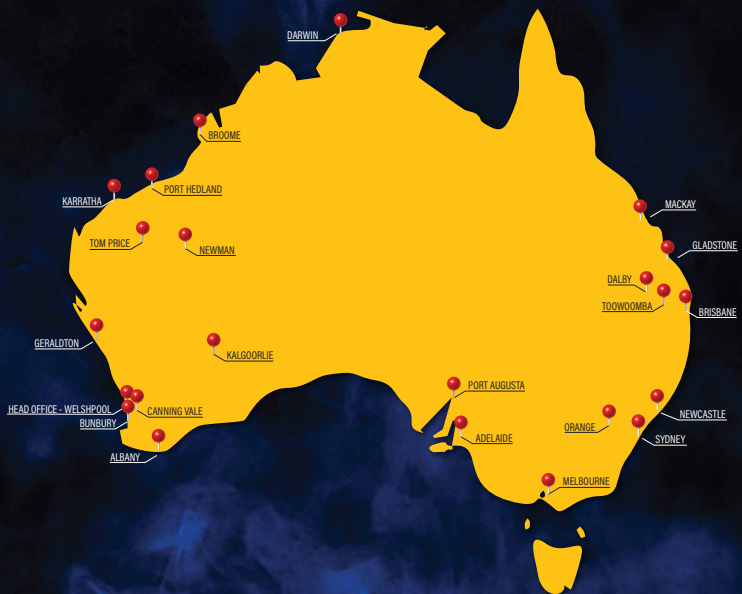 DARWIN
BROOME
PORT HEDLAND
KARRATHA
MACKAY
TOM PRICE
NEWMAN
GLADSTONE
DALBY
TOOWOOMBA
BRISBANE
GERALDTON
KALGOORLIE
PORT AUGUSTA
HEAD OFFICE - WELSHPOOL
CANNING VALE
NEWCASTLE
BUNBURY
ORANGE
ADELAIDE
SYDNEY
ALBANY
MELBOURNE